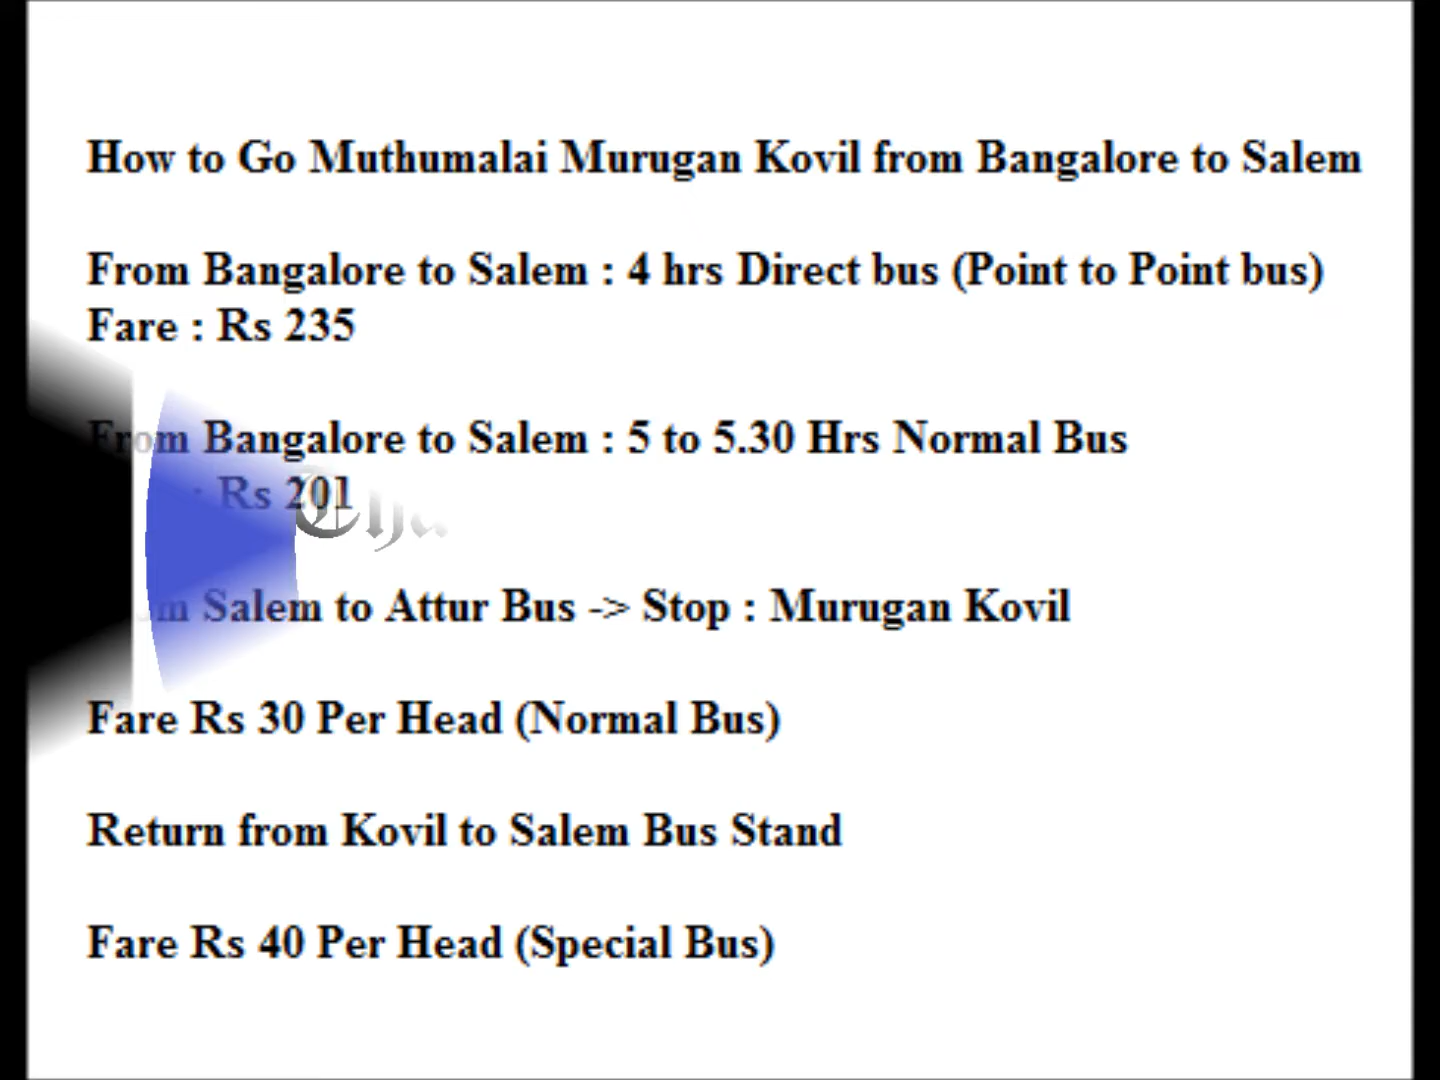 How to Go Muthumalai Murugan Kovil from Bangalore to Salem
From Bangalore to Salem : 4 hrs Direct bus (Point to Point bus)
Fare : Rs 235
From Bangalore to Salem : 5 to 5.30 Hrs Normal Bus
: Rs 201
Salem to Attur Bus -> Stop : Murugan Kovil
Fare Rs 30 Per Head (Normal Bus)
Return from Kovil to Salem Bus Stand
Fare Rs 40 Per Head (Special Bus)